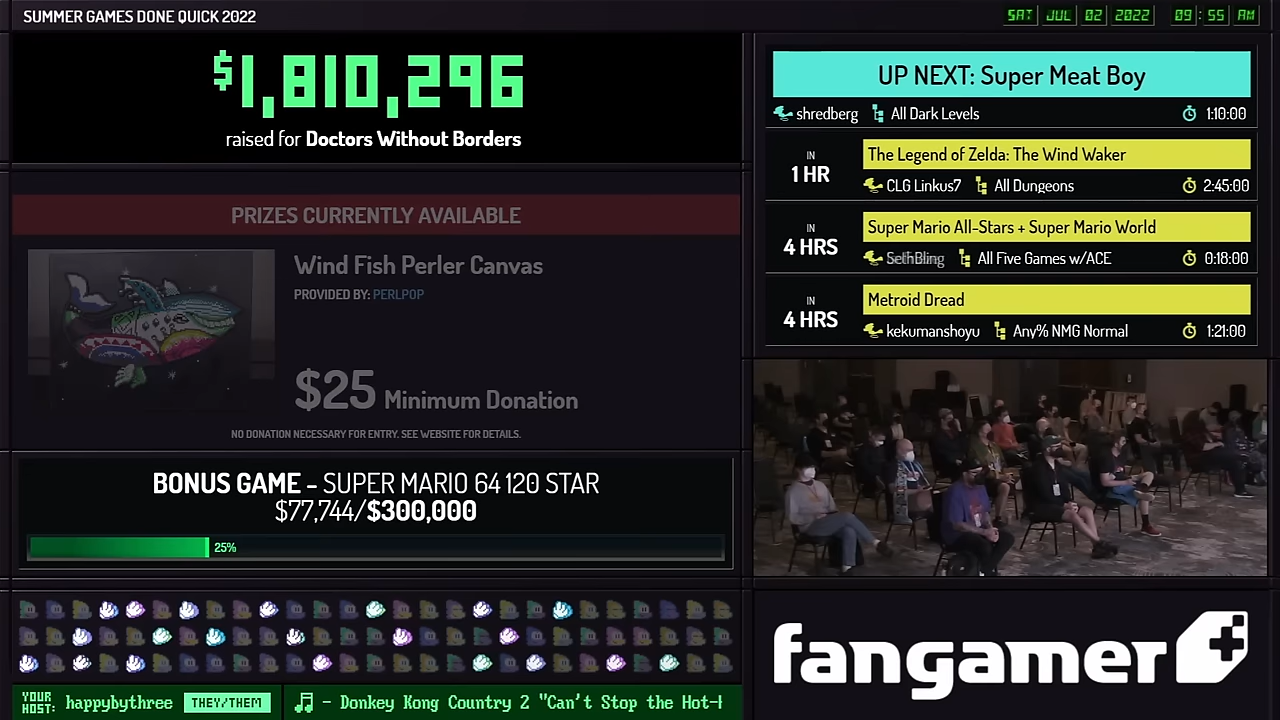 SUMMER GAMES DONE QUICK 2022
SAT JUL 02 2022 09:55 AM
$1,810,296
raised for Doctors Without Borders
PRIZES CURRENTLY AVAILABLE
Wind Fish Perler Canvas
PROVIDED BY: PERLPOP
$25 Minimum Donation
NO DONATION NECESSARY FOR ENTRY. SEE WEBSITE FOR DETAILS.
BONUS GAME - SUPER MARIO 64 120 STAR
$77,744/$300,000
25%
YOUR HOST: happybythree THEY/THEM
- Donkey Kong Country 2 "Can't Stop the Hot-H
UP NEXT: Super Meat Boy
shredberg All Dark Levels 1:10:00
IN 1 HR
The Legend of Zelda: The Wind Waker
CLG Linkus7 All Dungeons 2:45:00
IN 4 HRS
Super Mario All-Stars + Super Mario World
SethBling All Five Games w/ACE 0:18:00
IN 4 HRS
Metroid Dread
kekumanshoyu Any% NMG Normal 1:21:00
fangamer